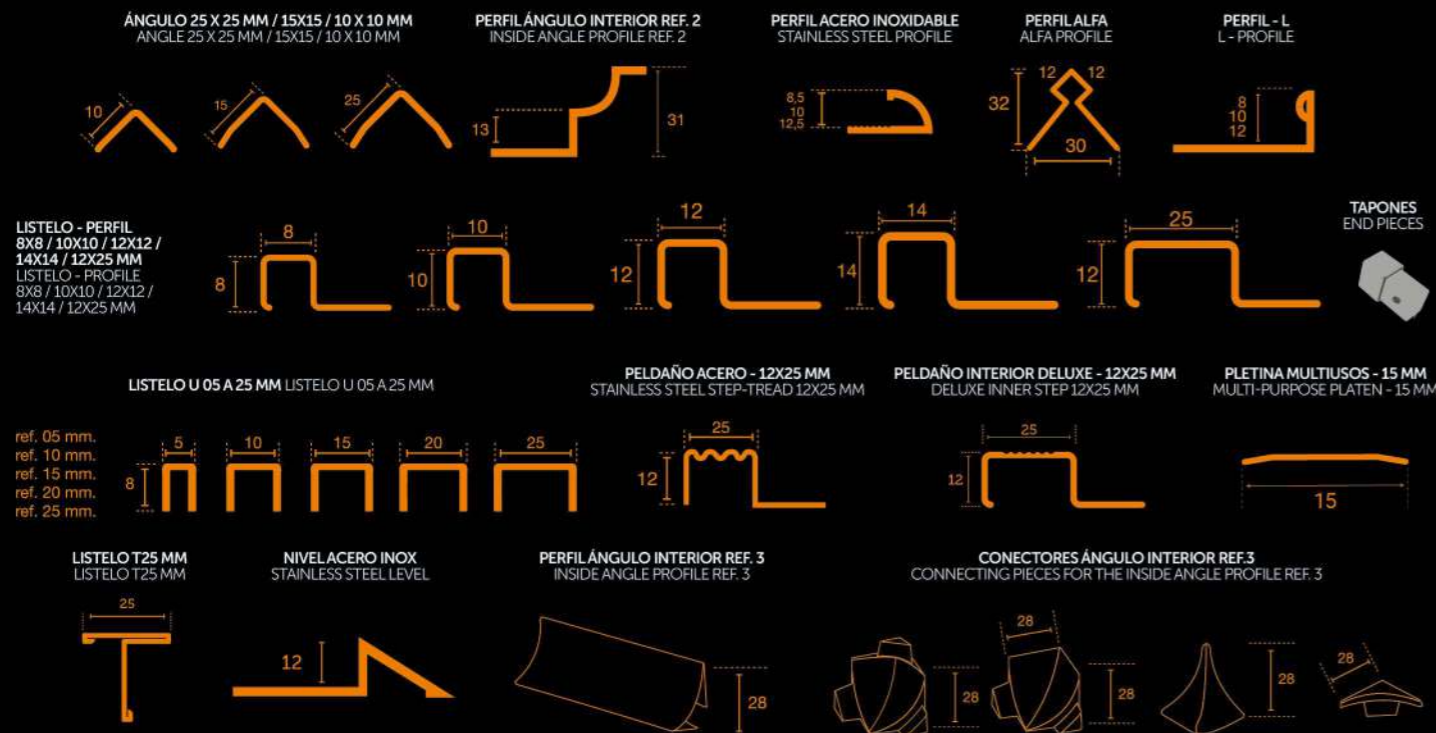 ÁNGULO 25 X 25 MM / 15X15 / 10 X 10 MM
ANGLE 25 X 25 MM / 15X15 / 10 X 10 MM
10
15
25
PERFIL ÁNGULO INTERIOR REF. 2
INSIDE ANGLE PROFILE REF. 2
13
31
PERFIL ACERO INOXIDABLE
STAINLESS STEEL PROFILE
8,5
10
12,5
PERFIL ALFA
ALFA PROFILE
12 12
32
30
PERFIL - L
L - PROFILE
8
10
12
LISTELO - PERFIL
8X8 / 10X10 / 12X12 /
14X14 / 12X25 MM
LISTELO - PROFILE
8X8 / 10X10 / 12X12 /
14X14 / 12X25 MM
8
8
10
10
12
12
14
14
25
12
TAPONES
END PIECES
LISTELO U 05 A 25 MM LISTELO U 05 A 25 MM
ref. 05 mm.
ref. 10 mm.
ref. 15 mm.
ref. 20 mm.
ref. 25 mm.
5
10
15
20
25
8
PELDAÑO ACERO - 12X25 MM
STAINLESS STEEL STEP-TREAD 12X25 MM
25
12
PELDAÑO INTERIOR DELUXE - 12X25 MM
DELUXE INNER STEP 12X25 MM
25
12
PLETINA MULTIUSOS - 15 MM
MULTI-PURPOSE PLATEN - 15 MM
15
LISTELO T25 MM
LISTELO T25 MM
25
NIVEL ACERO INOX
STAINLESS STEEL LEVEL
12
PERFIL ÁNGULO INTERIOR REF. 3
INSIDE ANGLE PROFILE REF. 3
28
CONECTORES ÁNGULO INTERIOR REF.3
CONNECTING PIECES FOR THE INSIDE ANGLE PROFILE REF. 3
28
28
28
28
28